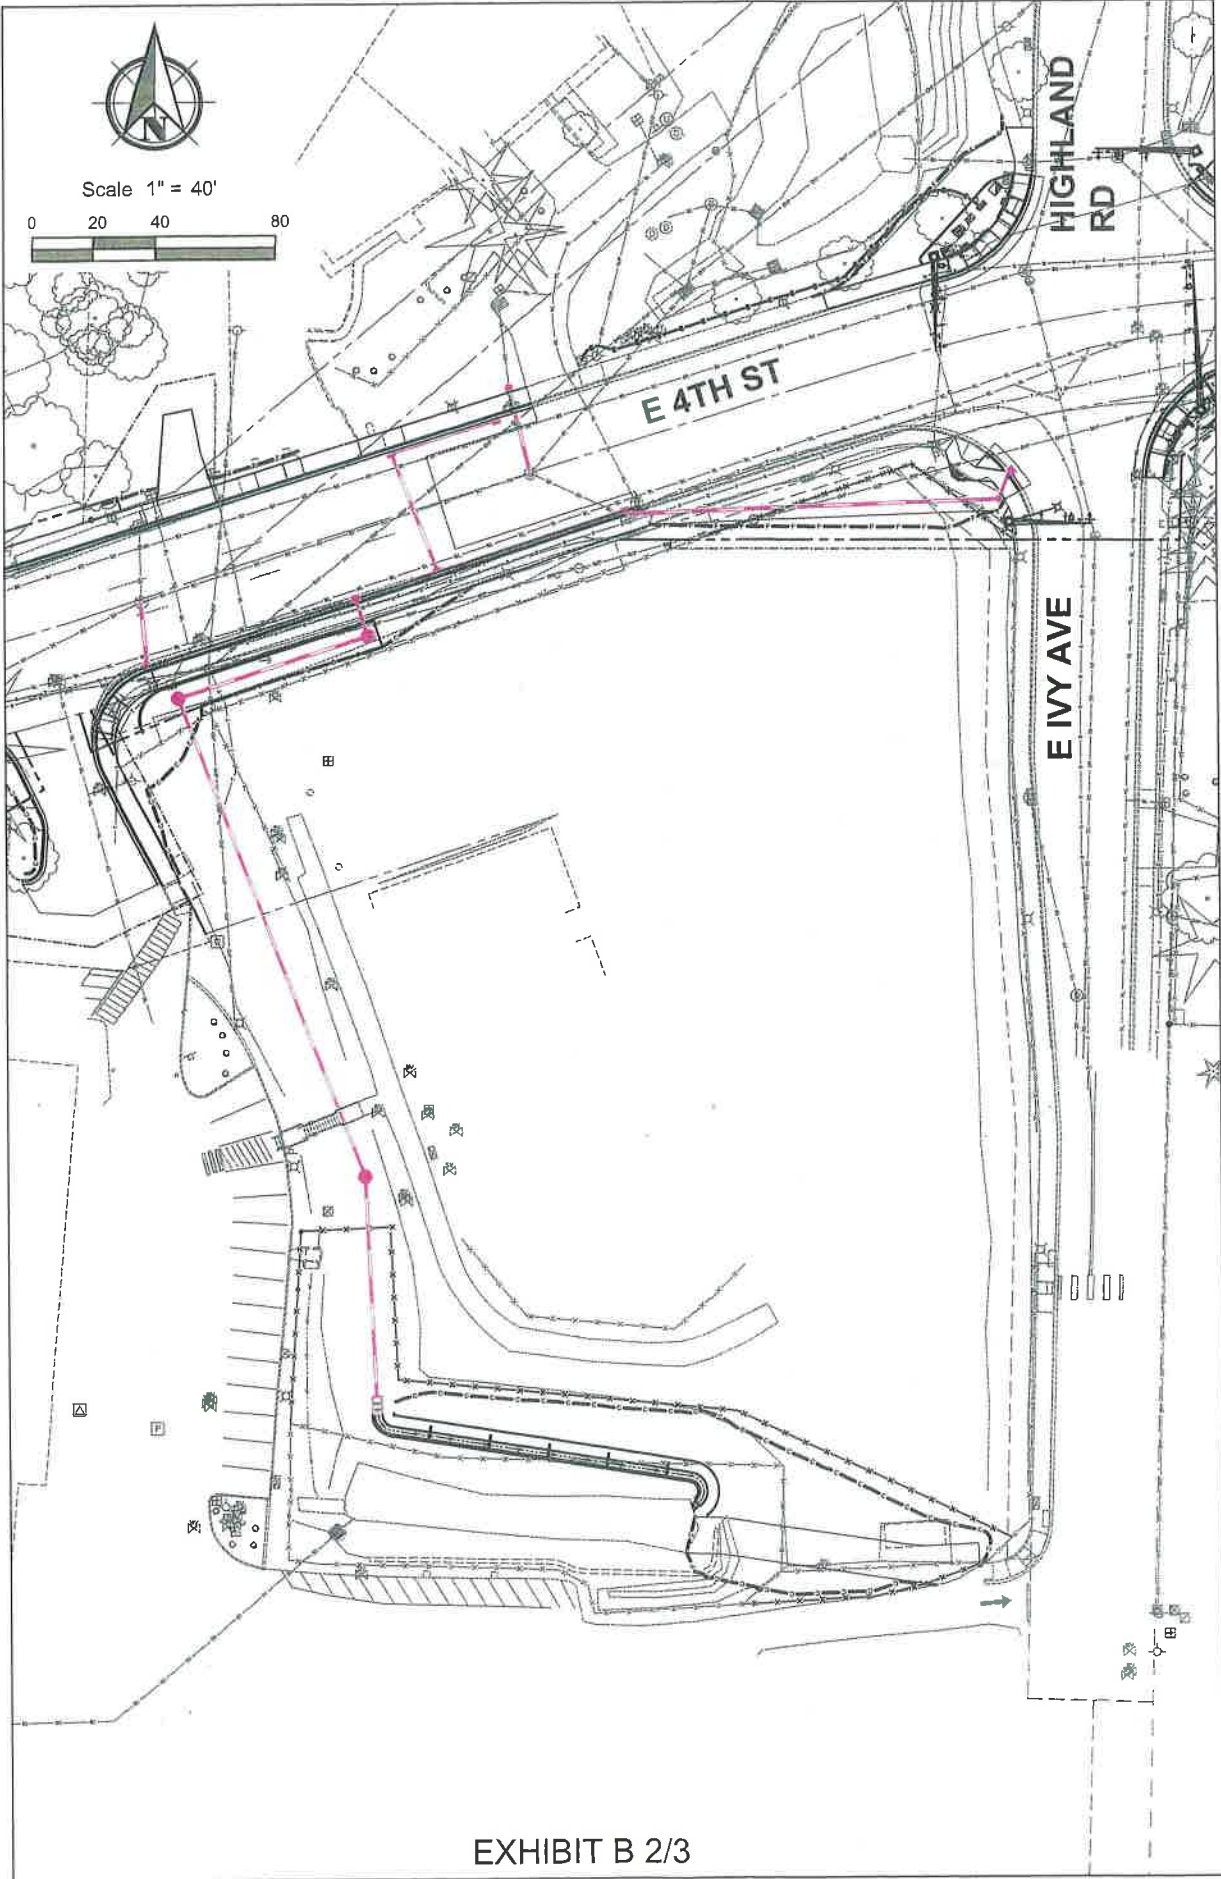 N
Scale 1" = 40'
0 20 40 80
HIGHLAND
RD
E 4TH ST
E IVY AVE
P
EXHIBIT B 2/3